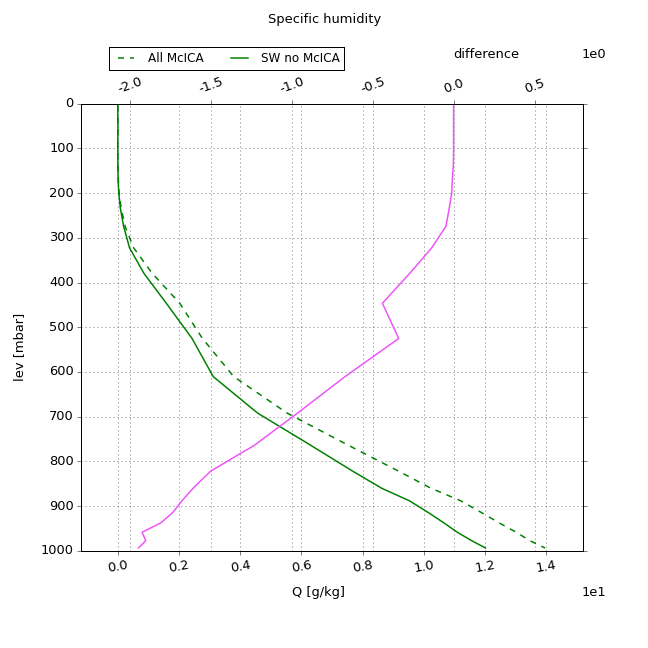 Specific humidity
All McICA SW no McICA difference 1e0
-2.0 -1.5 -1.0 -0.5 0.0 0.5
0
100
200
300
400
500
600
700
800
900
1000
lev [mbar]
0.0 0.2 0.4 0.6 0.8 1.0 1.2 1.4
Q [g/kg] 1e1